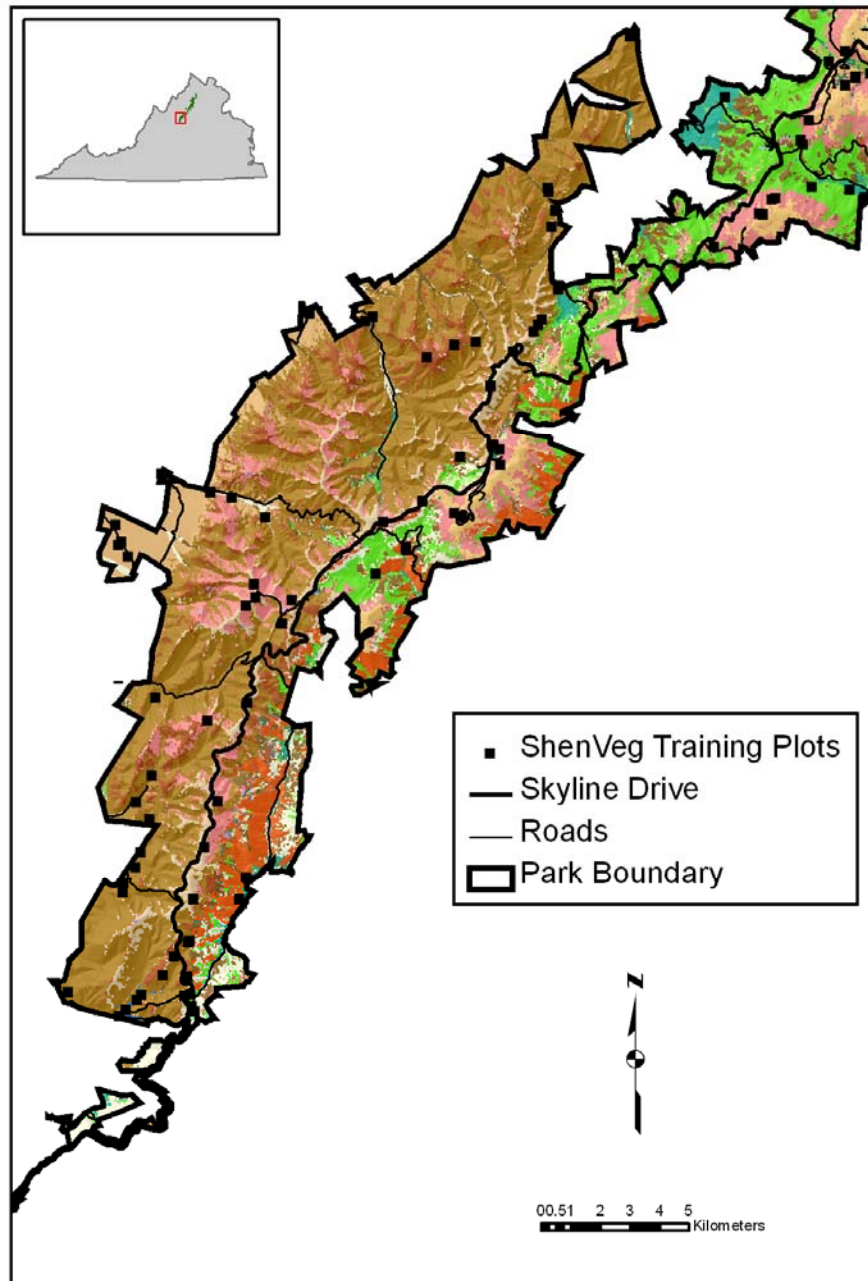 ShenVeg Training Plots
Skyline Drive
Roads
Park Boundary
N
00.51 2 3 4 5
Kilometers